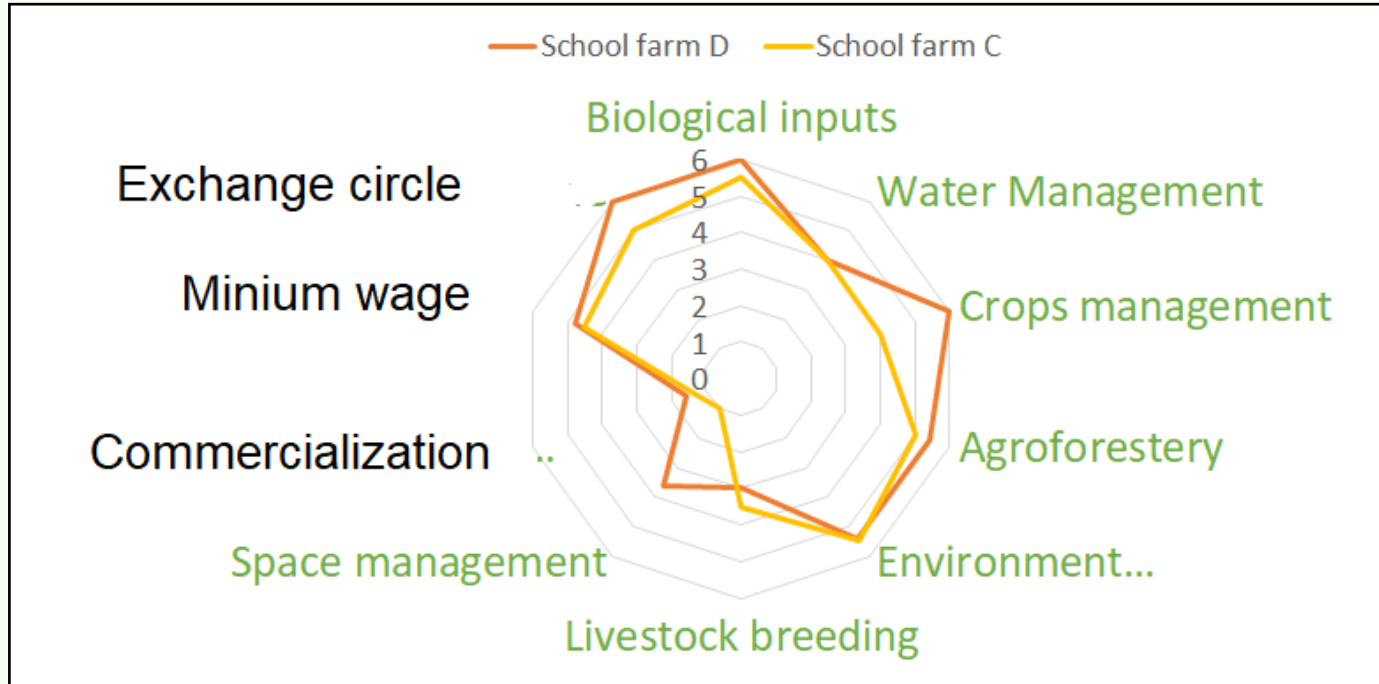 School farm D
School farm C
Biological inputs
Exchange circle
Water Management
Minium wage
Crops management
6
5
4
3
2
1
0
Commercialization
..
Agroforestery
Space management
Environment...
Livestock breeding